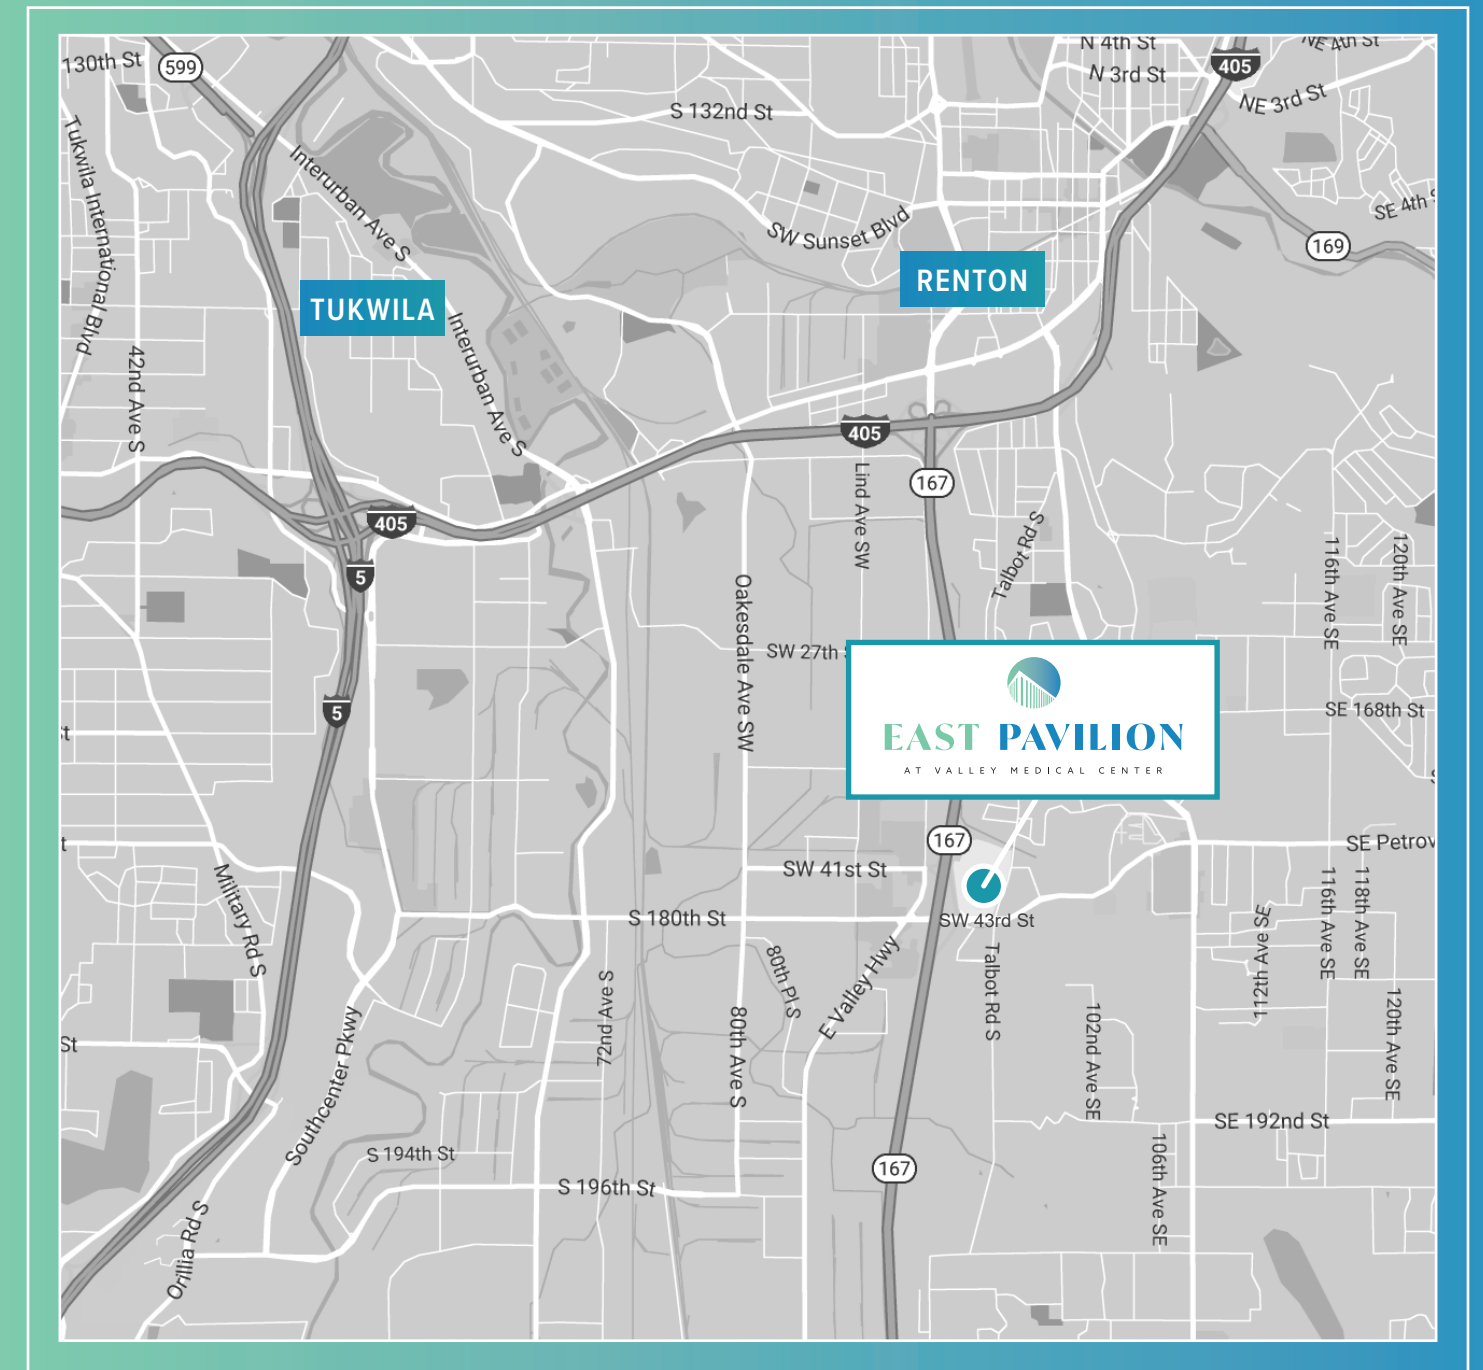 N 4th St
NE 4th St
130th St
599
405
N 3rd St
NE 3rd St
S 132nd St
Tukwila International Blvd
Interurban Ave S
SE 4th
SW Sunset Blvd
169
RENTON
TUKWILA
Interurban Ave S
42nd Ave S
405
Lind Ave SW
167
405
Talbot Rd S
116th Ave SE
120th Ave SE
5
Oakesdale Ave SW
SW 27th
EAST PAVILION
AT VALLEY MEDICAL CENTER
5
SE 168th St
t
167
SE Petrov
t
SW 41st St
Military Rd S
116th Ave SE
118th Ave SE
S 180th St
SW 43rd St
112th Ave SE
80th Pl S
E Valley Hwy
Talbot Rd S
72nd Ave S
80th Ave S
102nd Ave SE
120th Ave SE
St
Southcenter Pkwy
SE 192nd St
S 194th St
106th Ave SE
167
S 196th St
Orillia Rd S